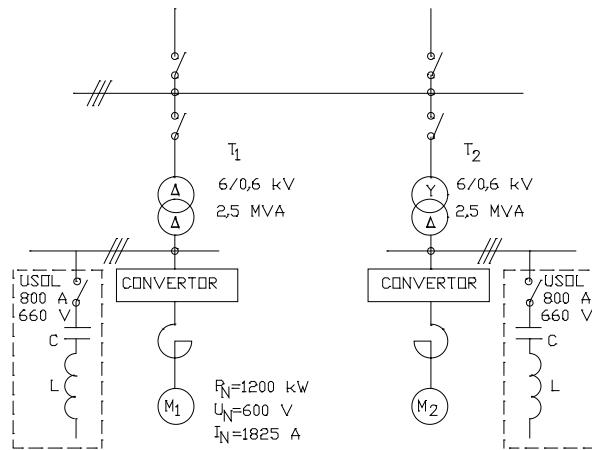 T1
T2
6/0,6 kV
2,5 MVA
6/0,6 kV
2,5 MVA
Δ
Δ
Y
Δ
USOL
800 A
660 V
C
L
CONVERTOR
CONVERTOR
USOL
800 A
660 V
C
L
M1
PN=1200 kW
UN=600 V
IN=1825 A
M2